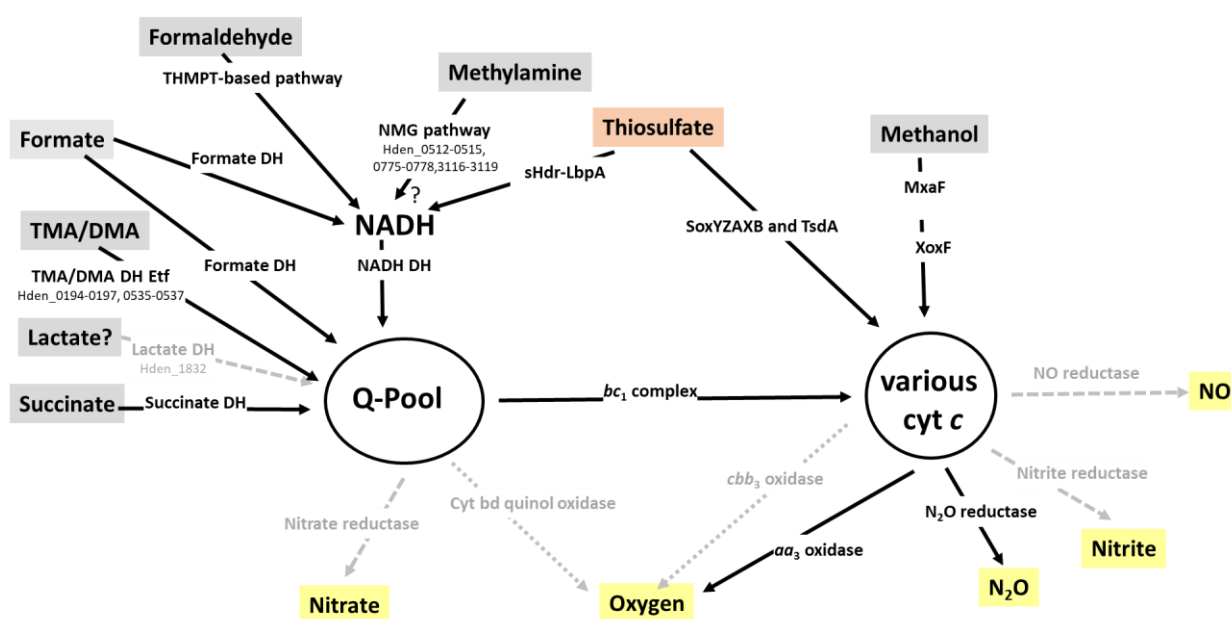 Formaldehyde
THMPT-based pathway
Methylamine
NMG pathway
Hden_0512-0515,
0775-0778,3116-3119
?
Thiosulfate
Methanol
Formate
Formate DH
sHdr-LbpA
MxaF
NADH
TMA/DMA
SoxYZAXB and TsdA
XoxF
Formate DH
NADH DH
TMA/DMA DH Etf
Hden_0194-0197, 0535-0537
Lactate?
Lactate DH
Hden_1832
Succinate
Succinate DH
Q-Pool
bc₁ complex
various
cyt c
NO reductase
NO
Nitrate reductase
Cyt bd quinol oxidase
cbb₃ oxidase
Nitrite reductase
N₂O reductase
aa₃ oxidase
Nitrite
Nitrate
Oxygen
N₂O